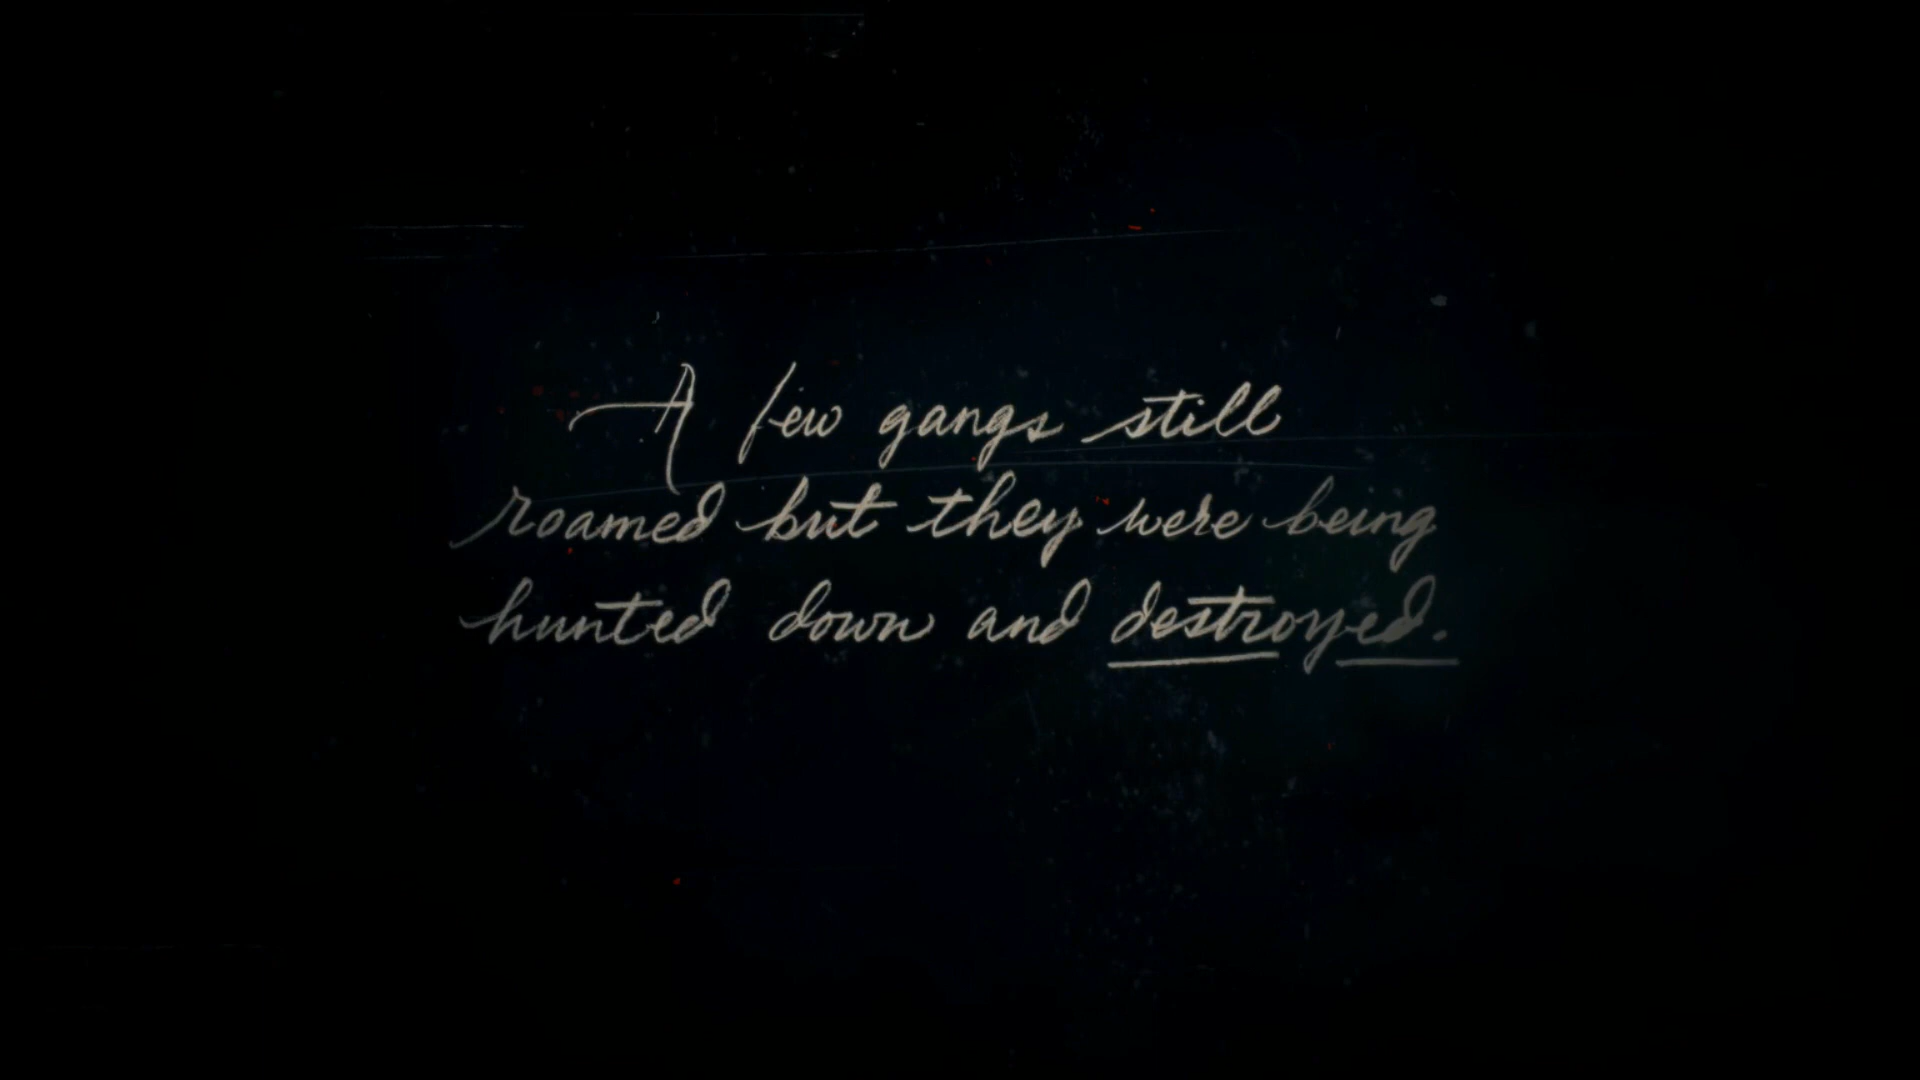 A few gangs still
roamed but they were being
hunted down and destroyed.